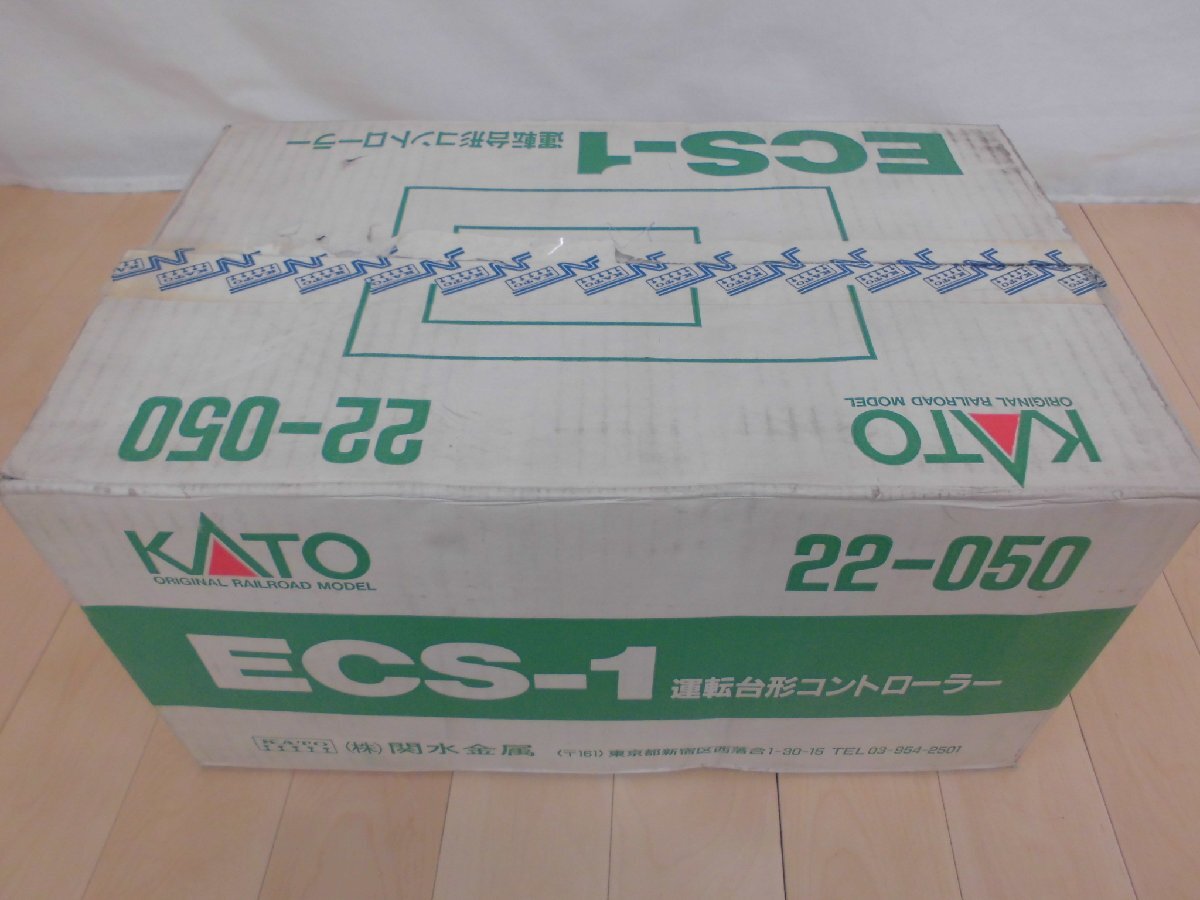 ECS-1
運転台形コントローラー
22-050
KATO
ORIGINAL RAILROAD MODEL
KATO
ORIGINAL RAILROAD MODEL
22-050
ECS-1 運転台形コントローラー
KATO (株)関水金属 (〒161)東京都新宿区西落合1-30-15 TEL 03-954-2501